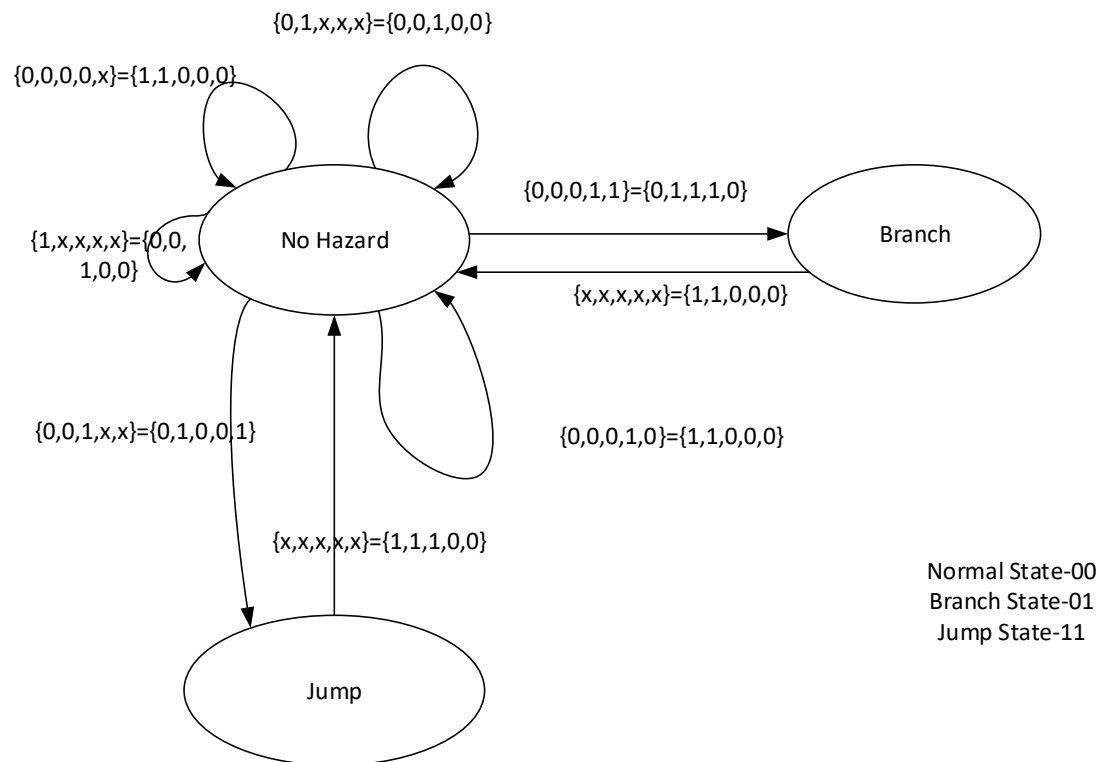 {0,1,x,x,x}={0,0,1,0,0}
{0,0,0,0,x}={1,1,0,0,0}
{0,0,0,1,1}={0,1,1,1,0}
No Hazard
Branch
{1,x,x,x,x}={0,0,
1,0,0}
{x,x,x,x,x}={1,1,0,0,0}
{0,0,1,x,x}={0,1,0,0,1}
{0,0,0,1,0}={1,1,0,0,0}
{x,x,x,x,x}={1,1,1,0,0}
Normal State-00
Branch State-01
Jump State-11
Jump